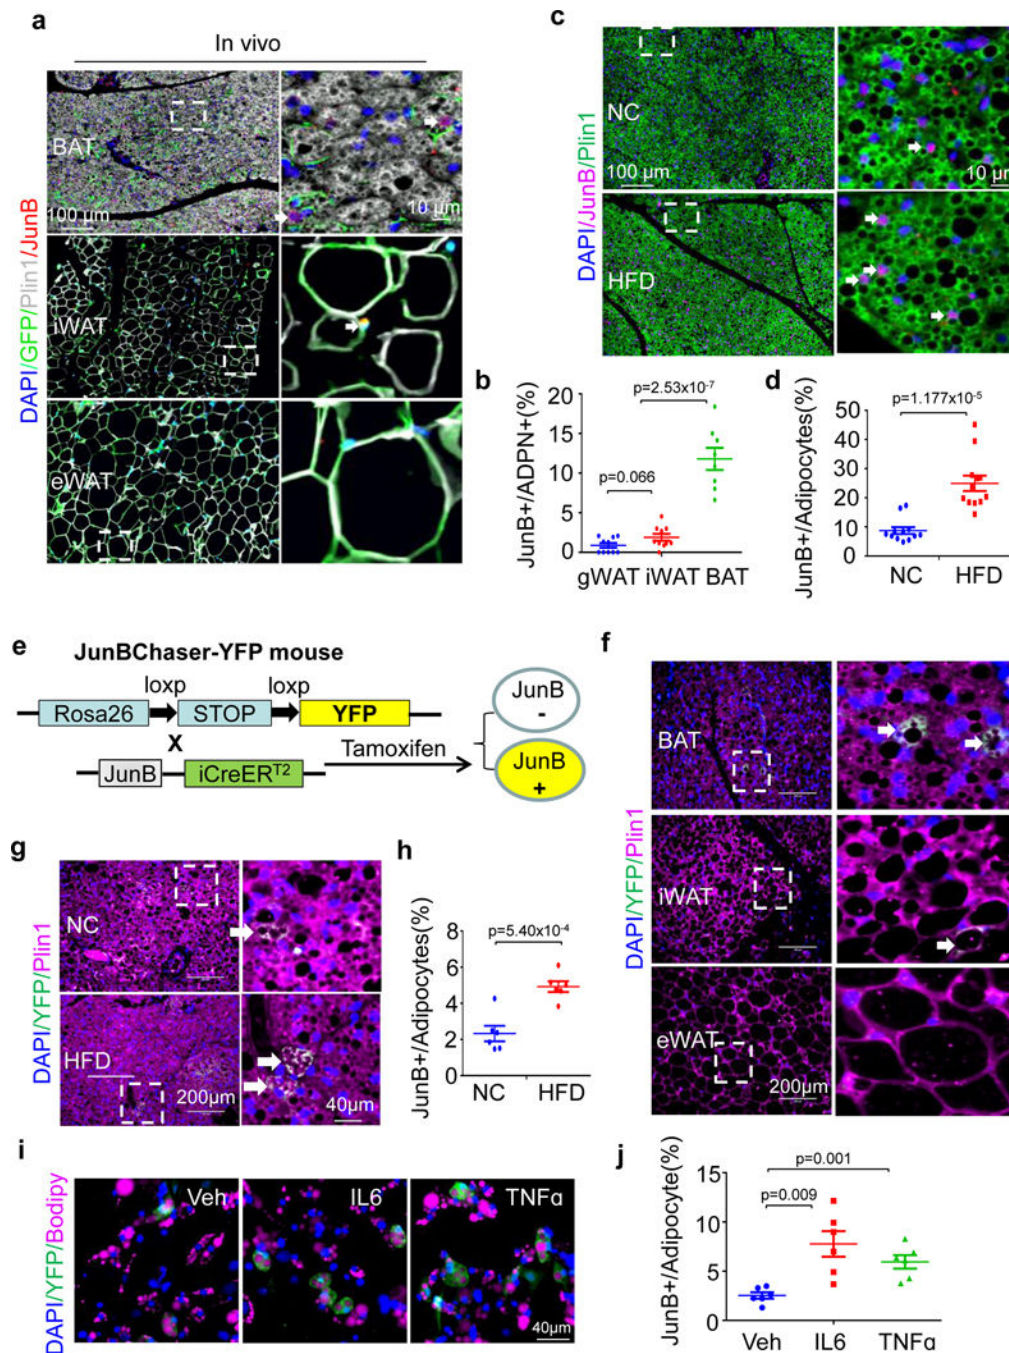 a
In vivo
DAPI/GFP/Plin1/JunB
BAT
100 µm
10 µm
iWAT
eWAT
c
DAPI/JunB/Plin1
NC
100 µm
10 µm
HFD
b
JunB+/ADPN+(%)
20
15
10
5
0
p=2.53x10-7
p=0.066
gWAT iWAT BAT
d
JunB+/Adipocytes(%)
50
40
30
20
10
0
p=1.177x10-5
NC HFD
e
JunBChaser-YFP mouse
loxp loxp
Rosa26 STOP YFP
X
JunB iCreERT2
Tamoxifen
JunB
-
JunB
+
f
DAPI/YFP/Plin1
BAT
iWAT
eWAT
200µm
g
DAPI/YFP/Plin1
NC
HFD
200µm
40µm
h
JunB+/Adipocytes(%)
8
6
4
2
0
p=5.40x10-4
NC HFD
i
DAPI/YFP/Bodipy
Veh IL6 TNFα
40µm
j
JunB+/Adipocyte(%)
15
10
5
0
p=0.001
p=0.009
Veh IL6 TNFα